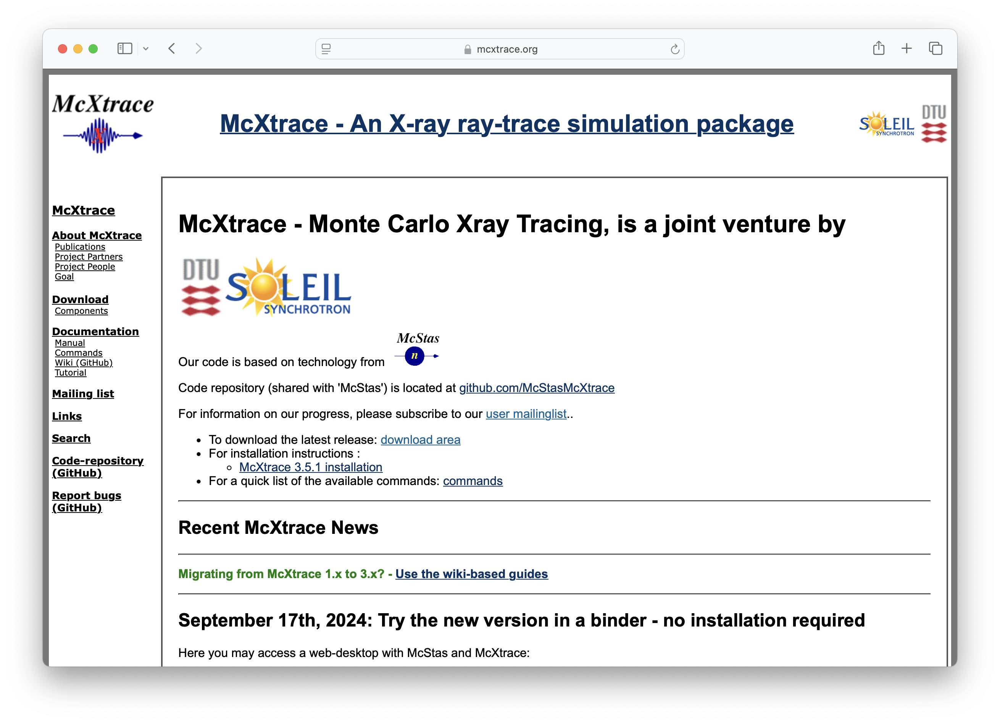 mcxtrace.org
McXtrace
X
McXtrace - An X-ray ray-trace simulation package
SOLEIL
SYNCHROTRON
DTU
McXtrace
About McXtrace
Publications
Project Partners
Project People
Goal
Download
Components
Documentation
Manual
Commands
Wiki (GitHub)
Tutorial
Mailing list
Links
Search
Code-repository
(GitHub)
Report bugs
(GitHub)
McXtrace - Monte Carlo Xray Tracing, is a joint venture by
DTU
SOLEIL
SYNCHROTRON
McStas
n
Our code is based on technology from
Code repository (shared with 'McStas') is located at github.com/McStasMcXtrace
For information on our progress, please subscribe to our user mailinglist..
• To download the latest release: download area
• For installation instructions :
◦ McXtrace 3.5.1 installation
• For a quick list of the available commands: commands
Recent McXtrace News
Migrating from McXtrace 1.x to 3.x? - Use the wiki-based guides
September 17th, 2024: Try the new version in a binder - no installation required
Here you may access a web-desktop with McStas and McXtrace: